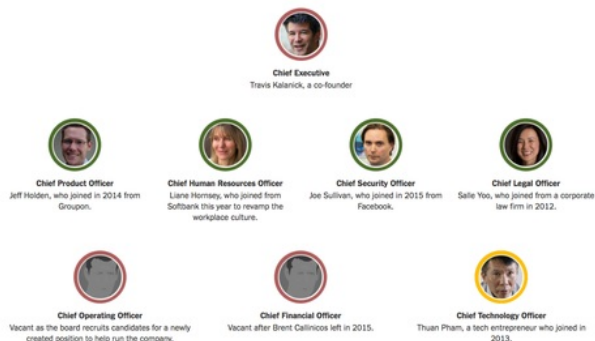 Chief Executive
Travis Kalanick, a co-founder
Chief Product Officer
Jeff Holden, who joined in 2014 from
Groupon.
Chief Human Resources Officer
Liane Hornsey, who joined from
Softbank this year to revamp the
workplace culture.
Chief Security Officer
Joe Sullivan, who joined in 2015 from
Facebook.
Chief Legal Officer
Salle Yoo, who joined from a corporate
law firm in 2012.
Chief Operating Officer
Vacant as the board recruits candidates for a newly
created position to help run the company.
Chief Financial Officer
Vacant after Brent Callinicos left in 2015.
Chief Technology Officer
Thuan Pham, a tech entrepreneur who joined in
2013.